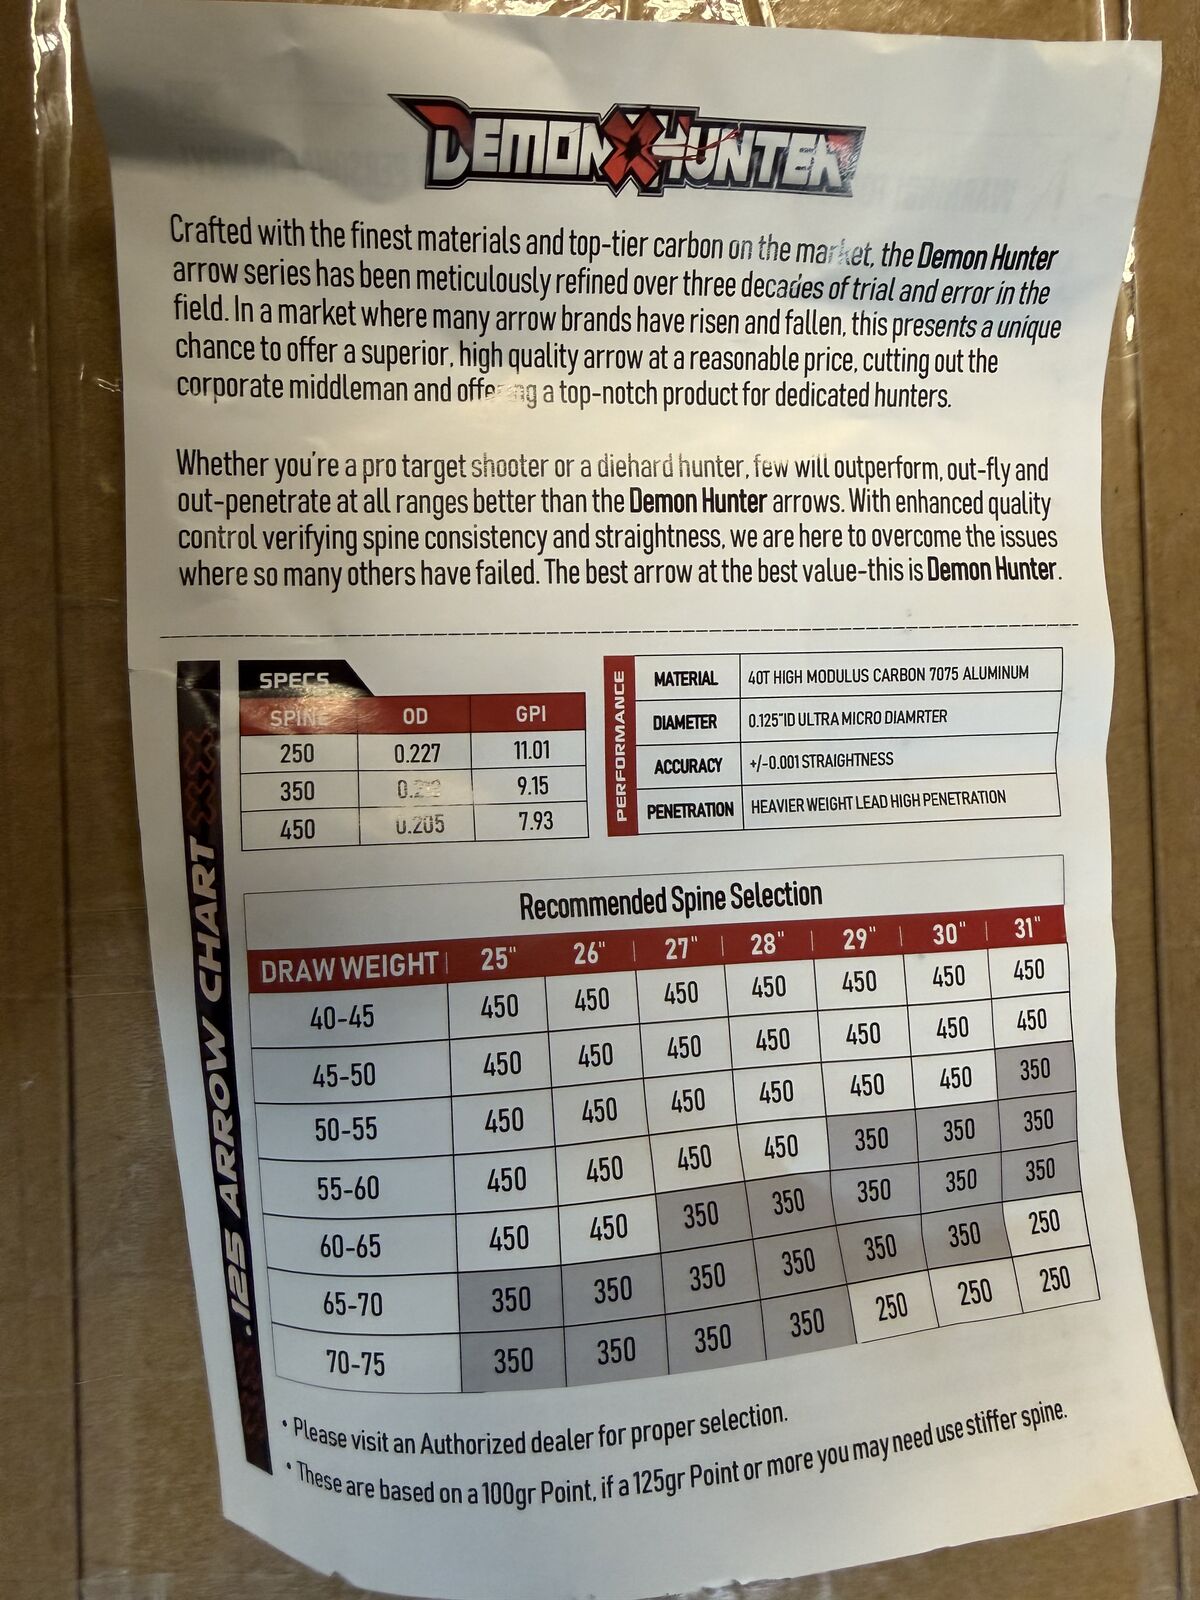 DEMON HUNTER
Crafted with the finest materials and top-tier carbon on the market, the Demon Hunter
arrow series has been meticulously refined over three decades of trial and error in the
field. In a market where many arrow brands have risen and fallen, this presents a unique
chance to offer a superior, high quality arrow at a reasonable price, cutting out the
corporate middleman and offering a top-notch product for dedicated hunters.
Whether you're a pro target shooter or a diehard hunter, few will outperform, out-fly and
out-penetrate at all ranges better than the Demon Hunter arrows. With enhanced quality
control verifying spine consistency and straightness, we are here to overcome the issues
where so many others have failed. The best arrow at the best value-this is Demon Hunter.
.125 ARROW CHART XXX
SPECS
SPINE OD GPI
250 0.227 11.01
350 9.15
450 0.205 7.93
PERFORMANCE
MATERIAL 40T HIGH MODULUS CARBON 7075 ALUMINUM
DIAMETER 0.125"ID ULTRA MICRO DIAMRTER
ACCURACY +/-0.001 STRAIGHTNESS
PENETRATION HEAVIER WEIGHT LEAD HIGH PENETRATION
Recommended Spine Selection
DRAW WEIGHT 25" 26" 27" 28" 29" 30" 31"
40-45 450 450 450 450 450 450 450
45-50 450 450 450 450 450 450 450
50-55 450 450 450 450 450 450 350
55-60 450 450 450 450 350 350 350
60-65 450 450 350 350 350 350 350
65-70 350 350 350 350 350 350 250
70-75 350 350 350 350 250 250 250
• Please visit an Authorized dealer for proper selection.
• These are based on a 100gr Point, if a 125gr Point or more you may need use stiffer spine.